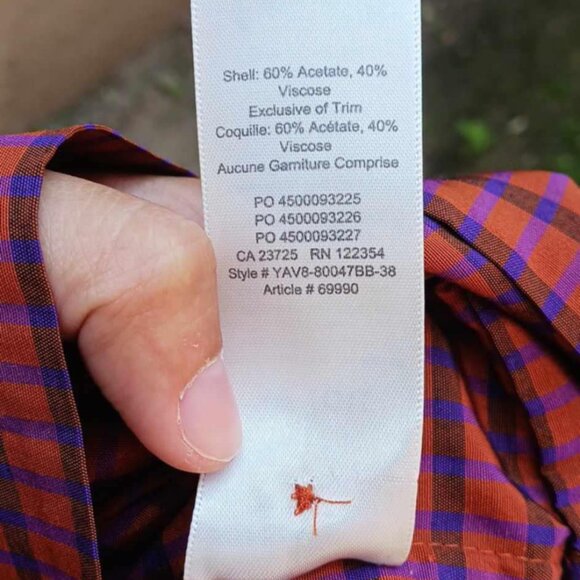 Shell: 60% Acetate, 40%
Viscose
Exclusive of Trim
Coquille: 60% Acétate, 40%
Viscose
Aucune Garniture Comprise
PO 4500093225
PO 4500093226
PO 4500093227
CA 23725 RN 122354
Style # YAV8-80047BB-38
Article # 69990